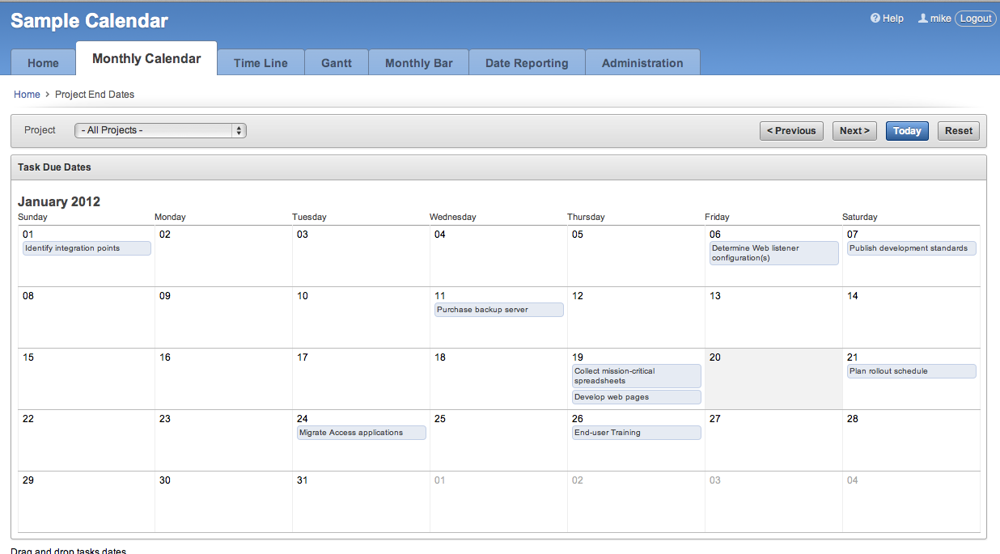 Sample Calendar
Help mike Logout
Home Monthly Calendar Time Line Gantt Monthly Bar Date Reporting Administration
Home > Project End Dates
Project - All Projects - < Previous Next > Today Reset
Task Due Dates
January 2012
Sunday Monday Tuesday Wednesday Thursday Friday Saturday
01 02 03 04 05 06 07
Identify integration points
Determine Web listener
configuration(s)
Publish development standards
08 09 10 11 12 13 14
Purchase backup server
15 16 17 18 19 20 21
Collect mission-critical
spreadsheets
Develop web pages
Plan rollout schedule
22 23 24 25 26 27 28
Migrate Access applications
End-user Training
29 30 31 01 02 03 04
Drag and drop tasks dates